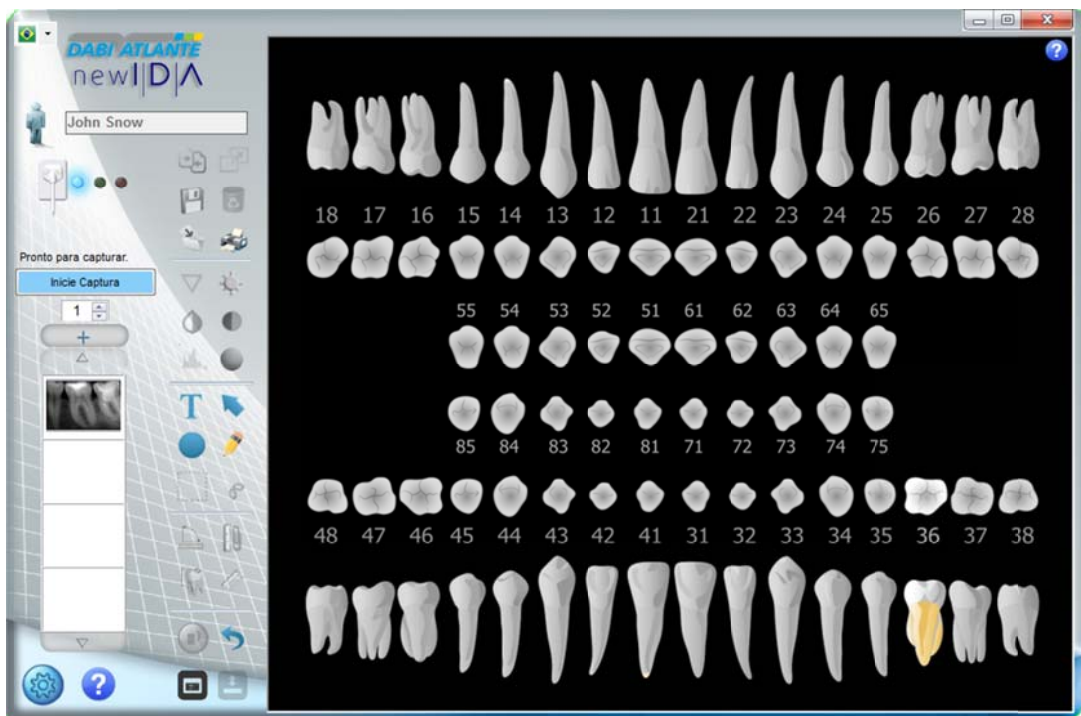 DABI ATLANTE
newIDA
John Snow
Pronto para capturar.
Inicie Captura
1
+
T
?
?
18 17 16 15 14 13 12 11 21 22 23 24 25 26 27 28
55 54 53 52 51 61 62 63 64 65
85 84 83 82 81 71 72 73 74 75
48 47 46 45 44 43 42 41 31 32 33 34 35 36 37 38